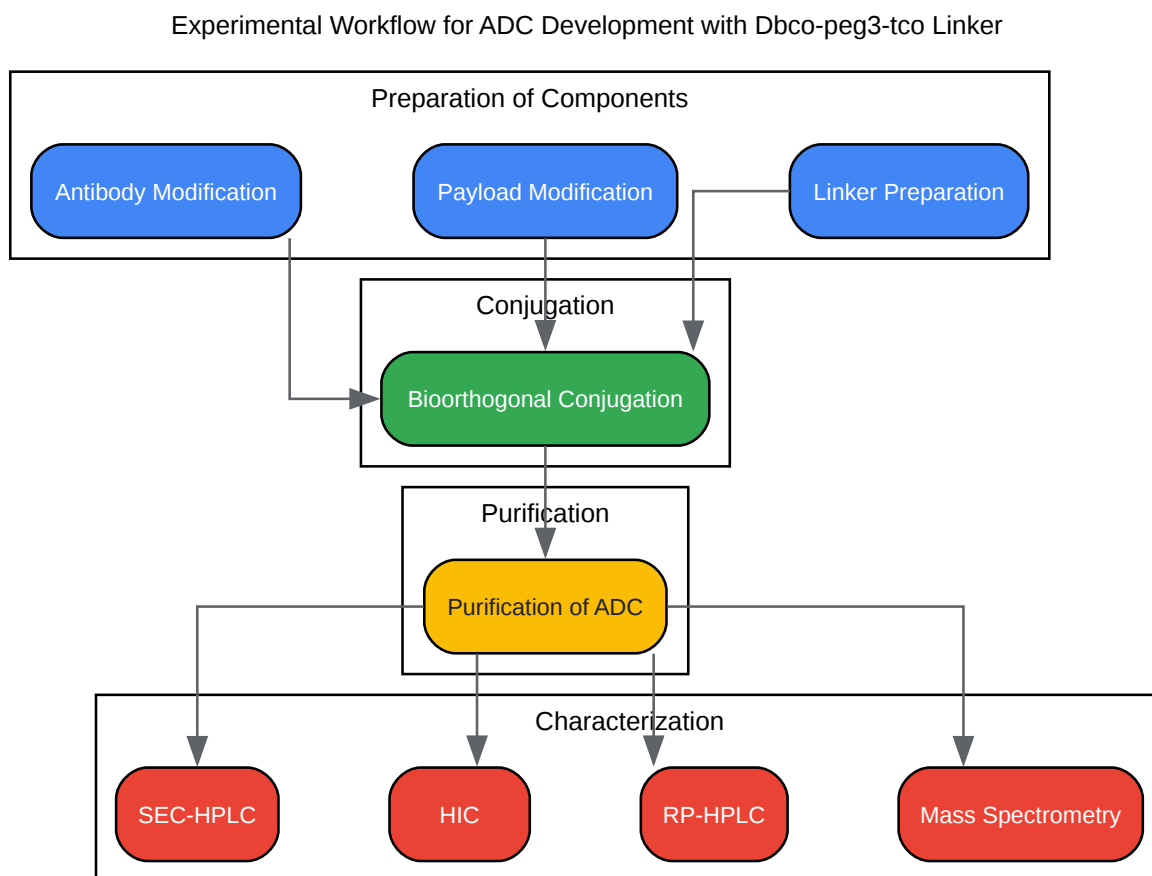 Experimental Workflow for ADC Development with Dbco-peg3-tco Linker
Preparation of Components
Antibody Modification
Payload Modification
Linker Preparation
Conjugation
Bioorthogonal Conjugation
Purification
Purification of ADC
Characterization
SEC-HPLC
HIC
RP-HPLC
Mass Spectrometry